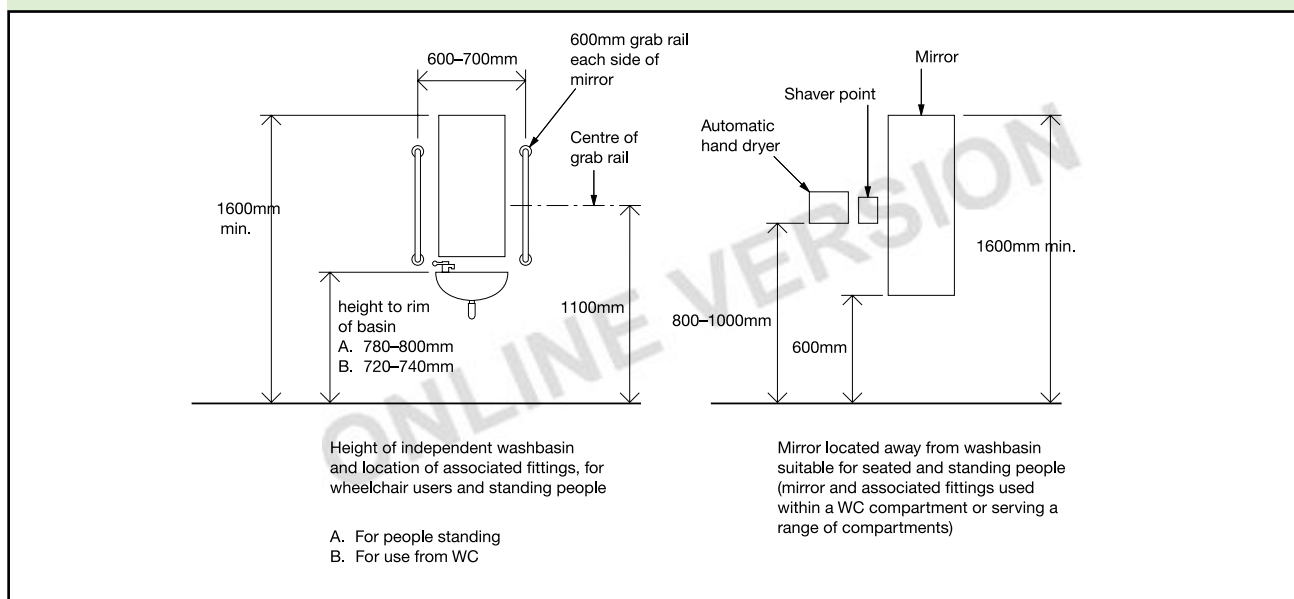 600–700mm
600mm grab rail
each side of
mirror
Centre of
grab rail
1600mm
min.
height to rim
of basin
A. 780–800mm
B. 720–740mm
1100mm
Height of independent washbasin
and location of associated fittings, for
wheelchair users and standing people
A. For people standing
B. For use from WC
Mirror
Shaver point
Automatic
hand dryer
1600mm min.
800–1000mm
600mm
Mirror located away from washbasin
suitable for seated and standing people
(mirror and associated fittings used
within a WC compartment or serving a
range of compartments)
ONLINE VERSION